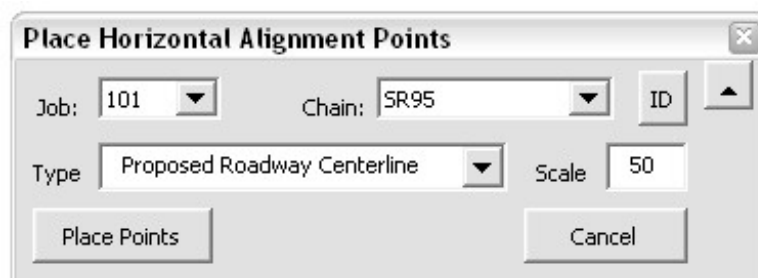 Place Horizontal Alignment Points
Job: 101 Chain: SR95 ID
Type Proposed Roadway Centerline Scale 50
Place Points Cancel